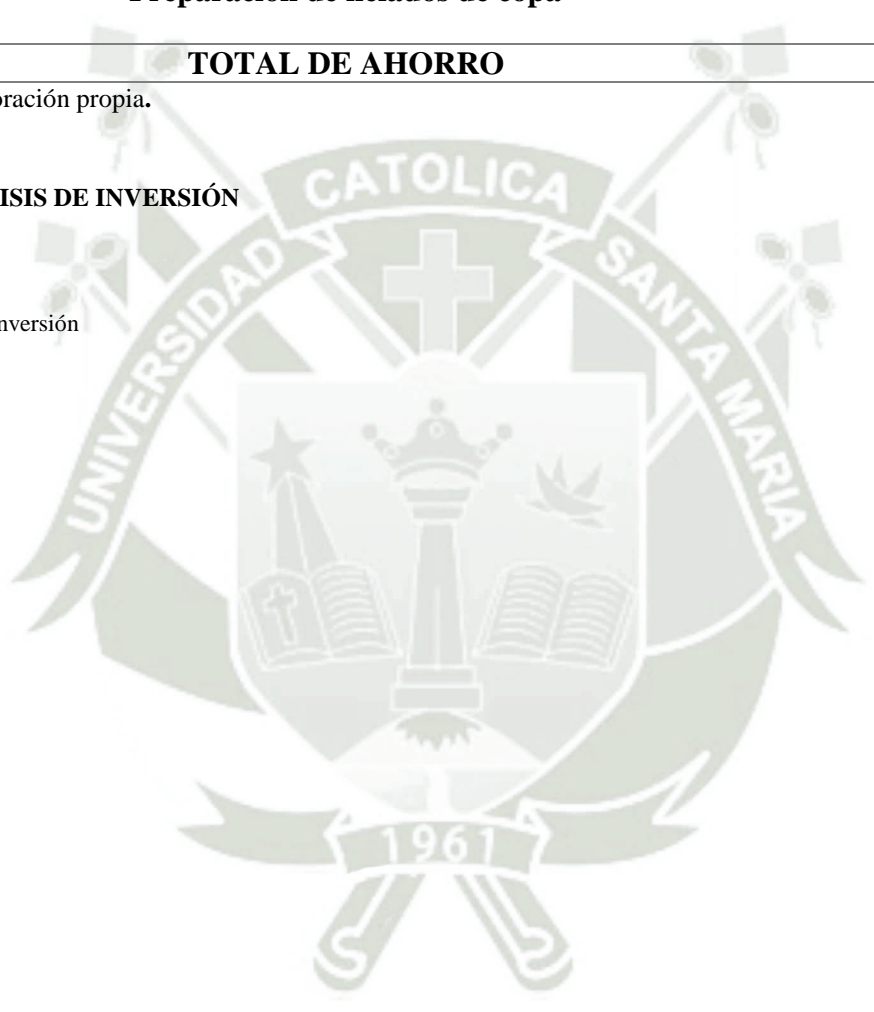 TOTAL DE AHORRO
oración propia.
ISIS DE INVERSIÓN
nversión
UNIVERSIDAD CATOLICA SANTA MARIA
1961